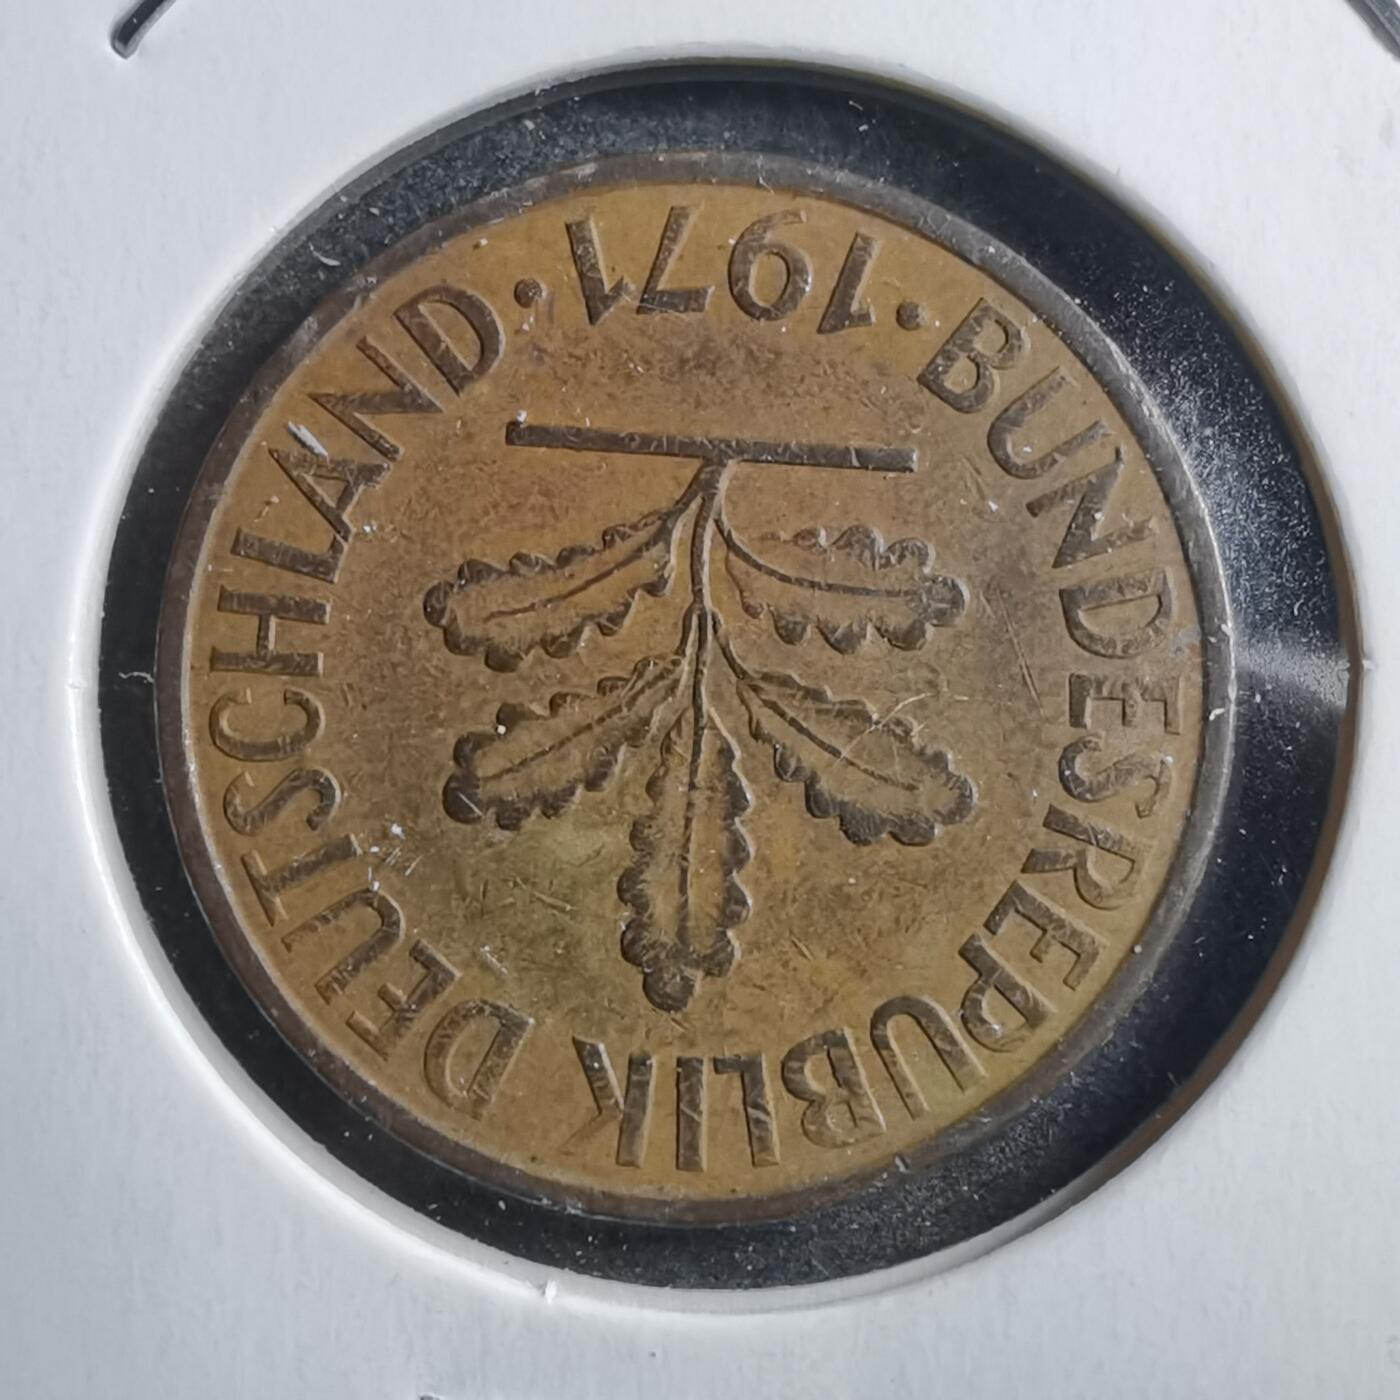 BUNDESREPUBLIK DEUTSCHLAND
· 1971 ·